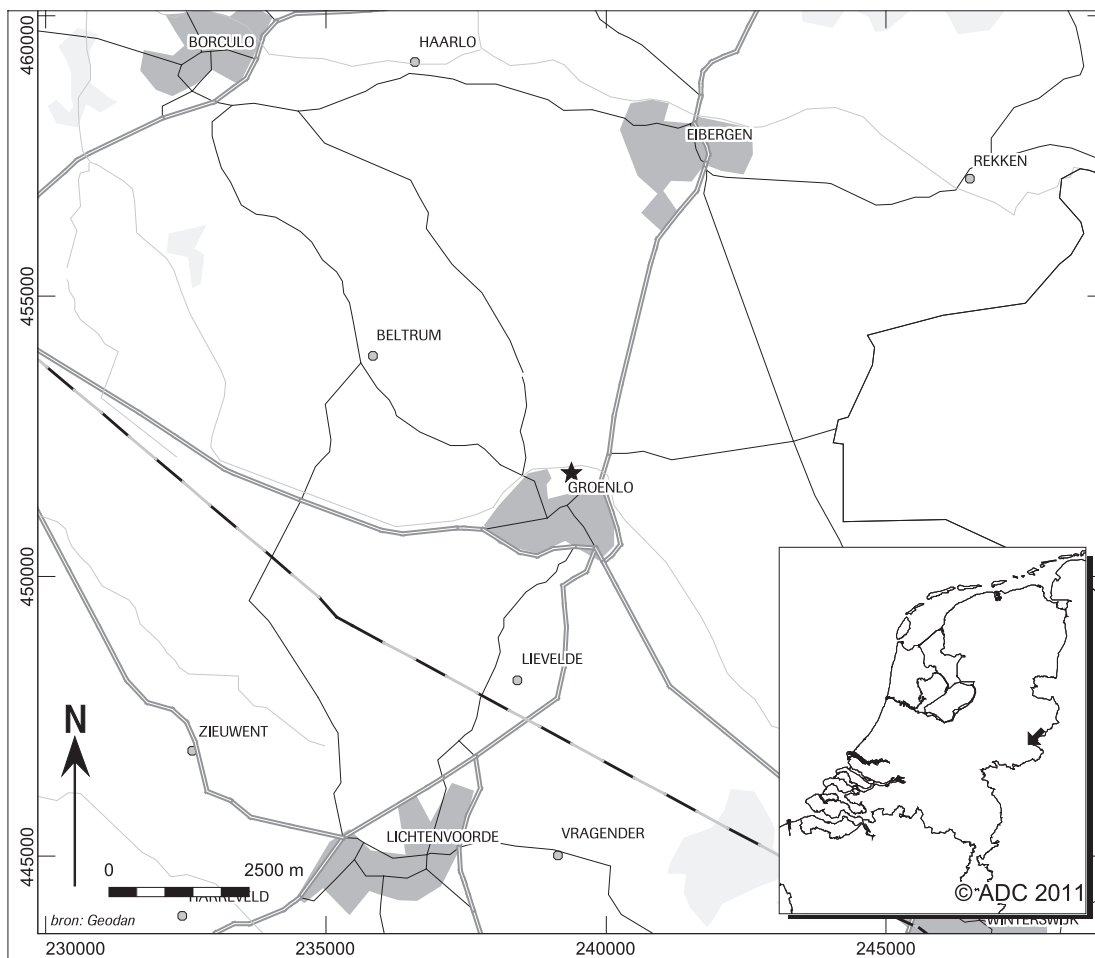 460000
BORCULO
HAARLO
EIBERGEN
REKKEN
455000
BELTRUM
GROENLO
450000
LIEVELDE
N
ZIEUWENT
LICHTENVOORDE
VRAGENDER
445000
0 2500 m
HARREVELD
bron: Geodan
© ADC 2011
WINTERSWIJK
230000 235000 240000 245000